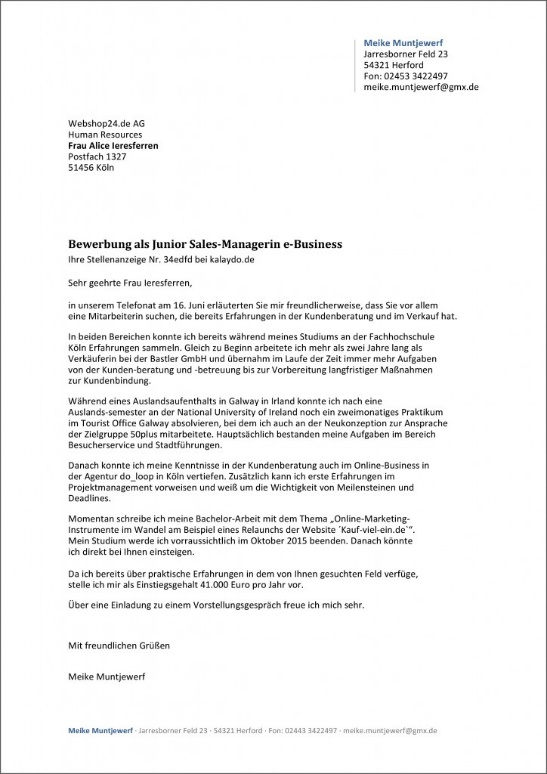 Meike Muntjewerf
Jarresborner Feld 23
54321 Herford
Fon: 02453 3422497
meike.muntjewerf@gmx.de
Webshop24.de AG
Human Resources
Frau Alice Ieresferren
Postfach 1327
51456 Köln
Bewerbung als Junior Sales-Managerin e-Business
Ihre Stellenanzeige Nr. 34edfd bei kalaydo.de
Sehr geehrte Frau Ieresferren,
in unserem Telefonat am 16. Juni erläuterten Sie mir freundlicherweise, dass Sie vor allem
eine Mitarbeiterin suchen, die bereits Erfahrungen in der Kundenberatung und im Verkauf hat.
In beiden Bereichen konnte ich bereits während meines Studiums an der Fachhochschule
Köln Erfahrungen sammeln. Gleich zu Beginn arbeitete ich mehr als zwei Jahre lang als
Verkäuferin bei der Bastler GmbH und übernahm im Laufe der Zeit immer mehr Aufgaben
von der Kunden-beratung und -betreuung bis zur Vorbereitung langfristiger Maßnahmen
zur Kundenbindung.
Während eines Auslandsaufenthalts in Galway in Irland konnte ich nach eine
Auslands-semester an der National University of Ireland noch ein zweimonatiges Praktikum
im Tourist Office Galway absolvieren, bei dem ich auch an der Neukonzeption zur Ansprache
der Zielgruppe 50plus mitarbeitete. Hauptsächlich bestanden meine Aufgaben im Bereich
Besucherservice und Stadtführungen.
Danach konnte ich meine Kenntnisse in der Kundenberatung auch im Online-Business in
der Agentur do_loop in Köln vertiefen. Zusätzlich kann ich erste Erfahrungen im
Projektmanagement vorweisen und weiß um die Wichtigkeit von Meilensteinen und
Deadlines.
Momentan schreibe ich meine Bachelor-Arbeit mit dem Thema „Online-Marketing-
Instrumente im Wandel am Beispiel eines Relaunchs der Website ´Kauf-viel-ein.de`“.
Mein Studium werde ich vorraussichtlich im Oktober 2015 beenden. Danach könnte
ich direkt bei Ihnen einsteigen.
Da ich bereits über praktische Erfahrungen in dem von Ihnen gesuchten Feld verfüge,
stelle ich mir als Einstiegsgehalt 41.000 Euro pro Jahr vor.
Über eine Einladung zu einem Vorstellungsgespräch freue ich mich sehr.
Mit freundlichen Grüßen
Meike Muntjewerf
Meike Muntjewerf · Jarresborner Feld 23 · 54321 Herford · Fon: 02443 3422497 · meike.muntjewerf@gmx.de